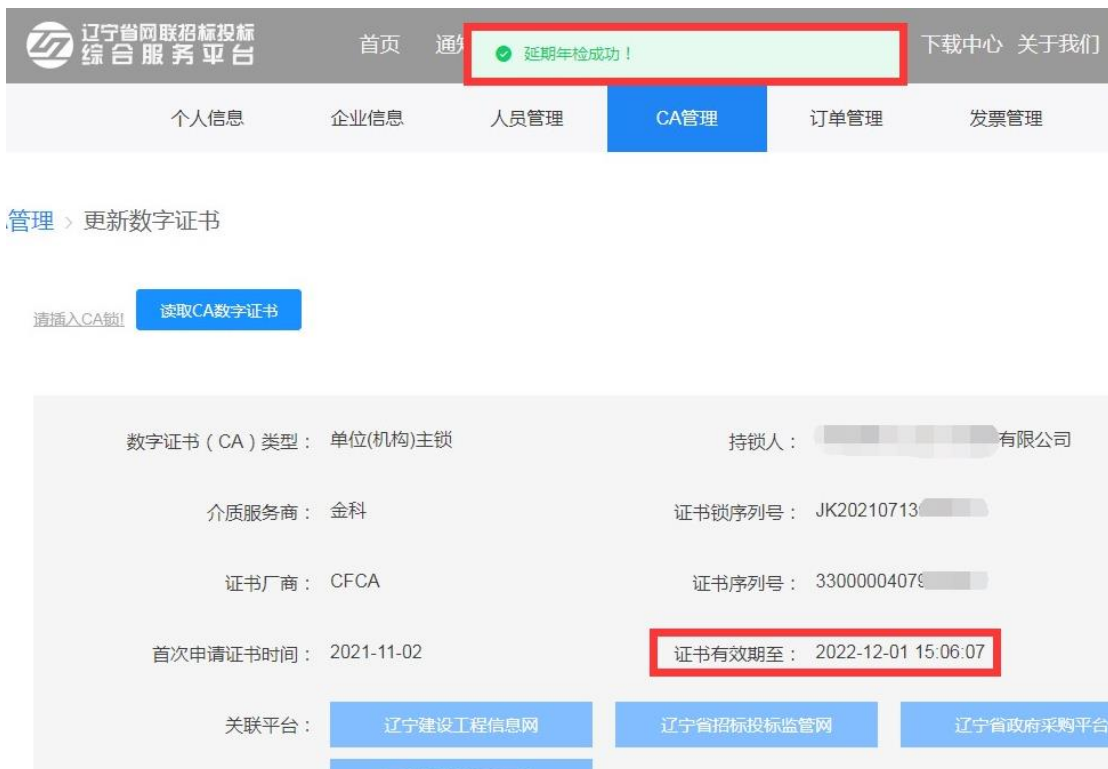 辽宁省网联招标投标
综合服务平台
首页
延期年检成功！
下载中心 关于我们
个人信息 企业信息 人员管理 CA管理 订单管理 发票管理
管理 > 更新数字证书
请插入CA锁! 读取CA数字证书
数字证书（CA）类型： 单位(机构)主锁 持锁人： 有限公司
介质服务商： 金科 证书锁序列号： JK20210713
证书厂商： CFCA 证书序列号： 33000004079
首次申请证书时间： 2021-11-02 证书有效期至： 2022-12-01 15:06:07
关联平台： 辽宁建设工程信息网 辽宁省招标投标监管网 辽宁省政府采购平台